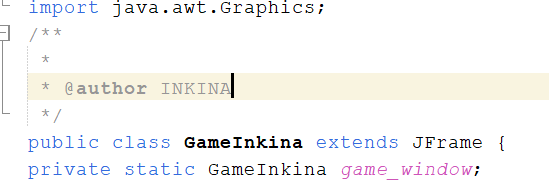 import java.awt.Graphics;
/**
 *
 * @author INKINA
 */
public class GameInkina extends JFrame {
private static GameInkina game_window;